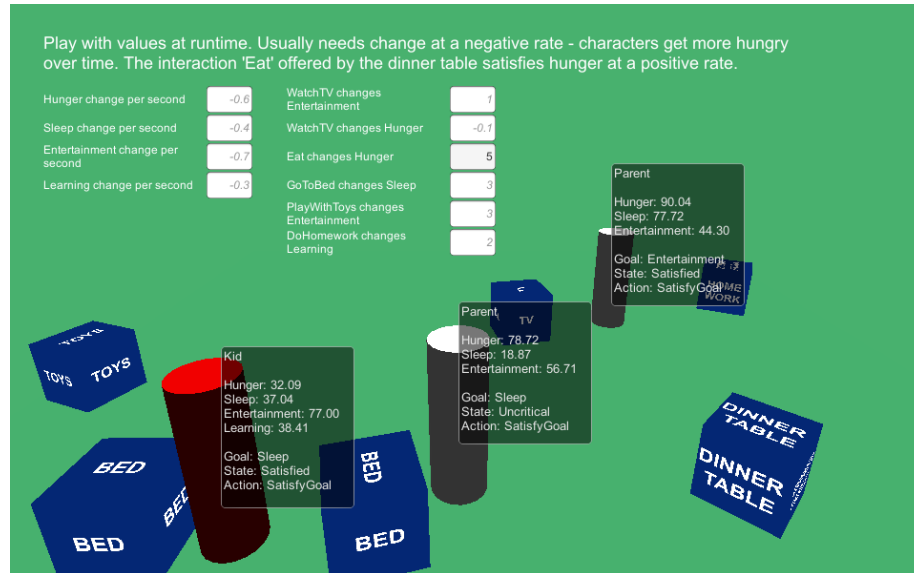 Play with values at runtime. Usually needs change at a negative rate - characters get more hungry
over time. The interaction 'Eat' offered by the dinner table satisfies hunger at a positive rate.
Hunger change per second
-0.6
Sleep change per second
-0.4
Entertainment change per
second
-0.7
Learning change per second
-0.3
WatchTV changes
Entertainment
1
WatchTV changes Hunger
-0.1
Eat changes Hunger
5
GoToBed changes Sleep
3
PlayWithToys changes
Entertainment
3
DoHomework changes
Learning
2
Parent
Hunger: 90.04
Sleep: 77.72
Entertainment: 44.30
Goal: Entertainment
State: Satisfied
Action: SatisfyGoal
HOME
WORK
TV
Parent
Hunger: 78.72
Sleep: 18.87
Entertainment: 56.71
Goal: Sleep
State: Uncritical
Action: SatisfyGoal
TOYS
TOYS
TOYS
Kid
Hunger: 32.09
Sleep: 37.04
Entertainment: 77.00
Learning: 38.41
Goal: Sleep
State: Satisfied
Action: SatisfyGoal
BED
BED
BED
BED
BED
DINNER
TABLE
DINNER
TABLE